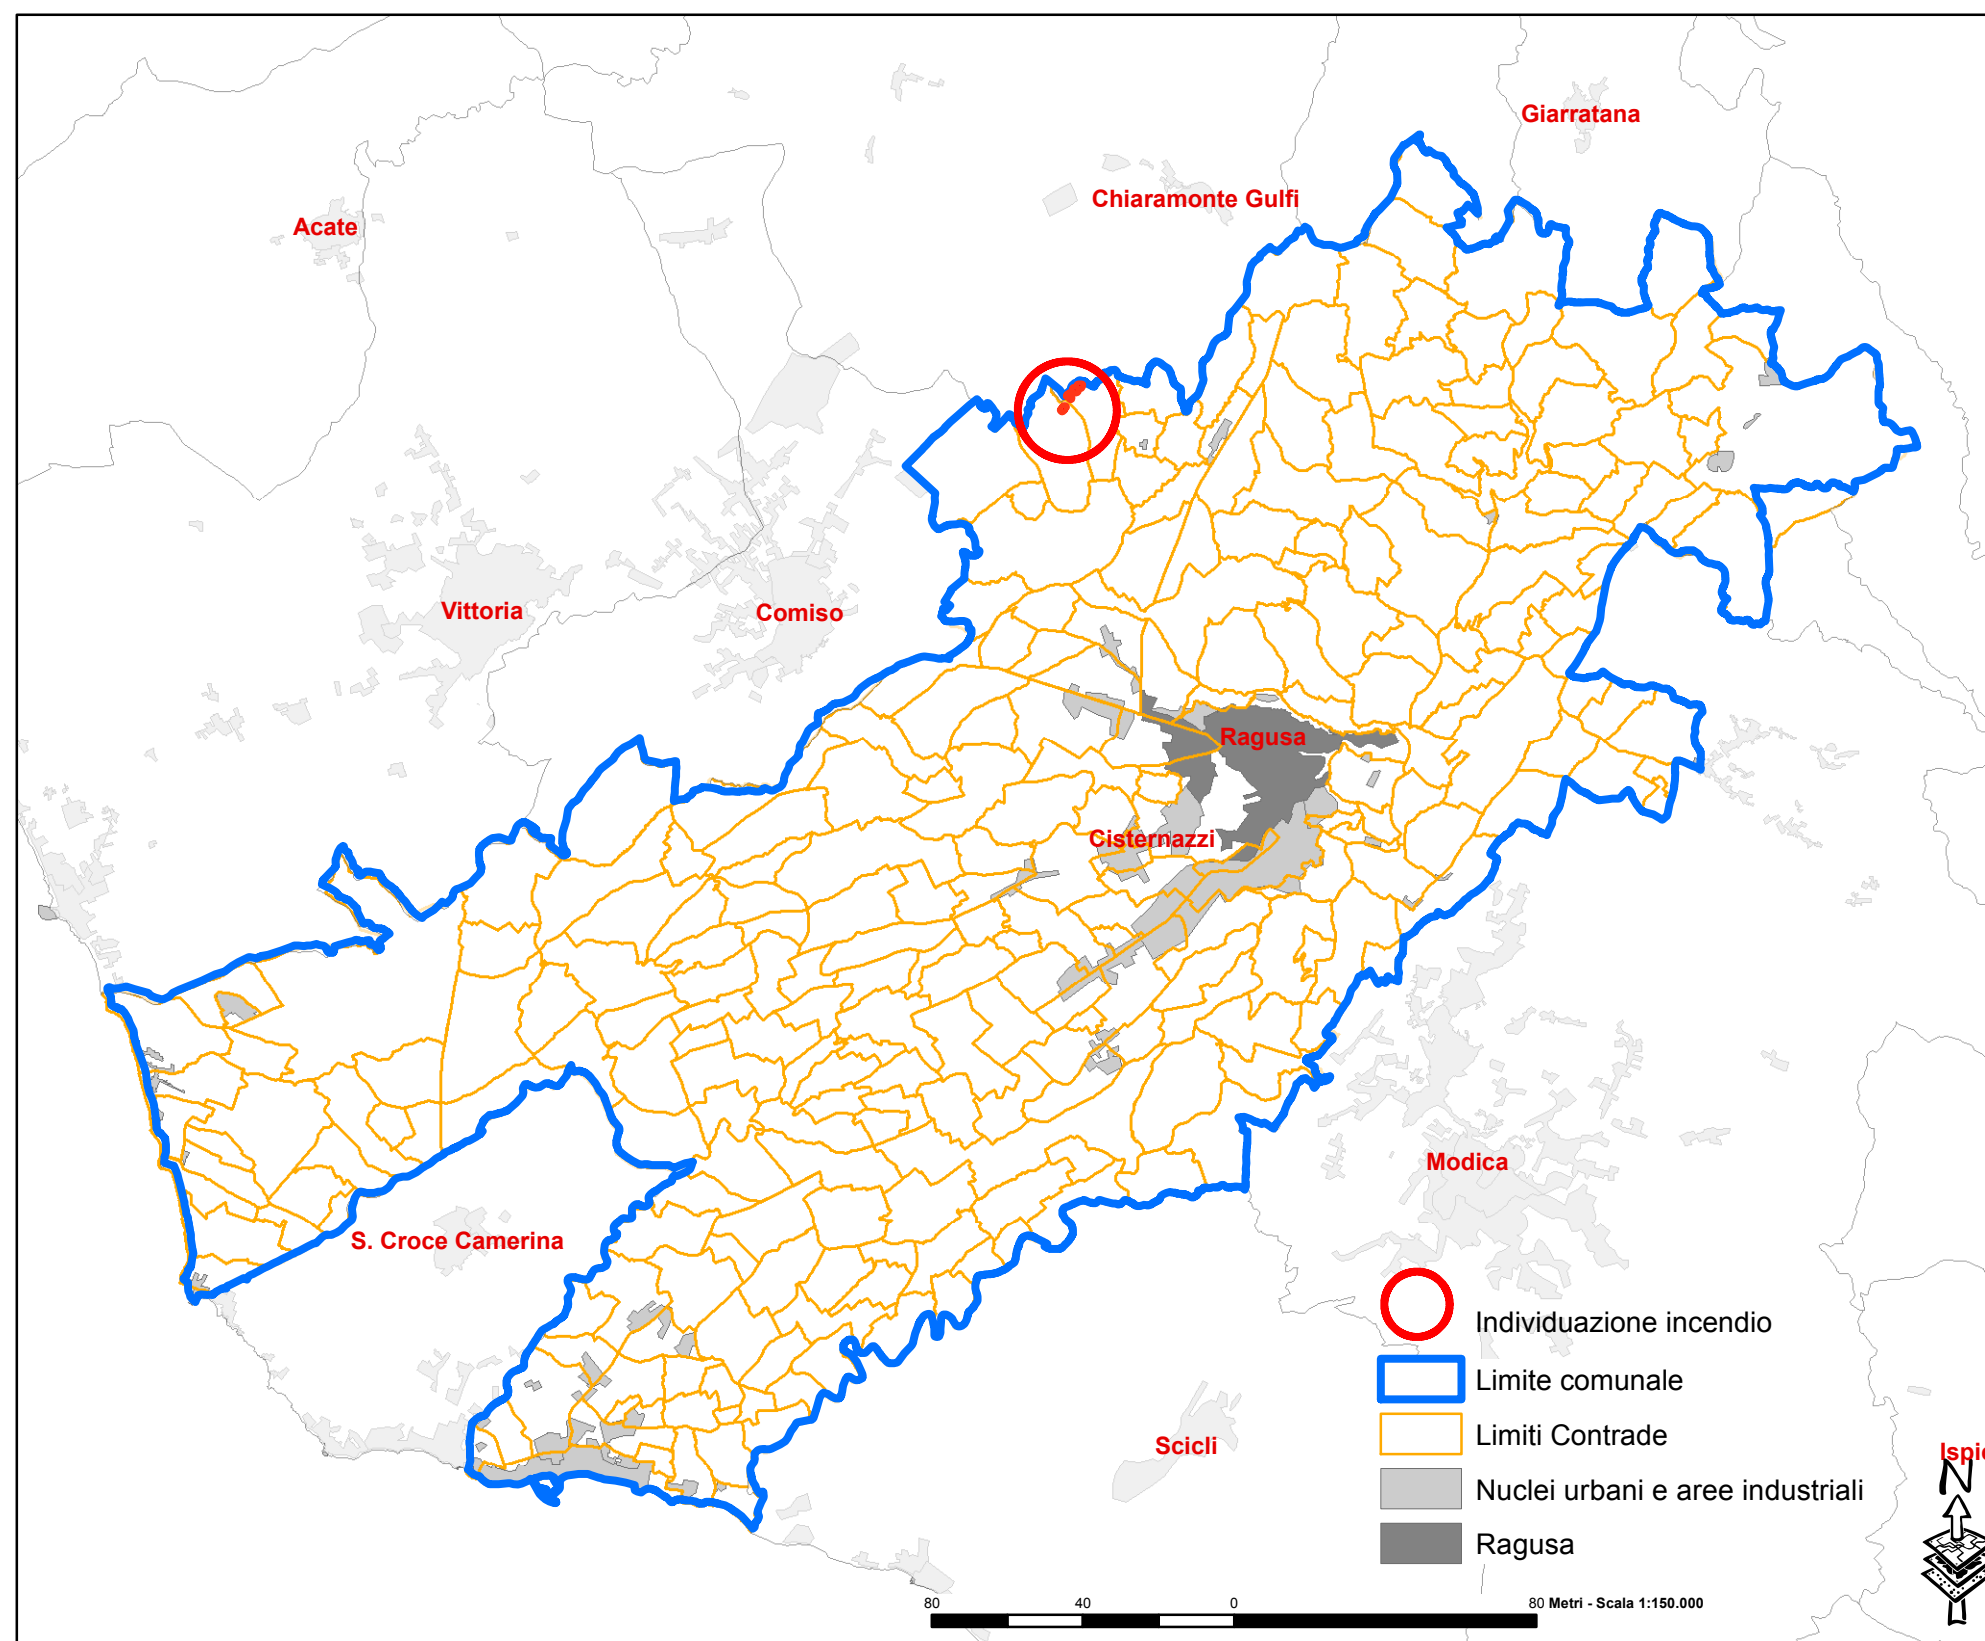 Giarratana
Chiaramonte Gulfi
Acate
Vittoria
Comiso
Ragusa
Cisternazzi
Modica
S. Croce Camerina
Scicli
Individuazione incendio
Limite comunale
Limiti Contrade
Nuclei urbani e aree industriali
Ragusa
Ispic
N
80 40 0 80 Metri - Scala 1:150.000